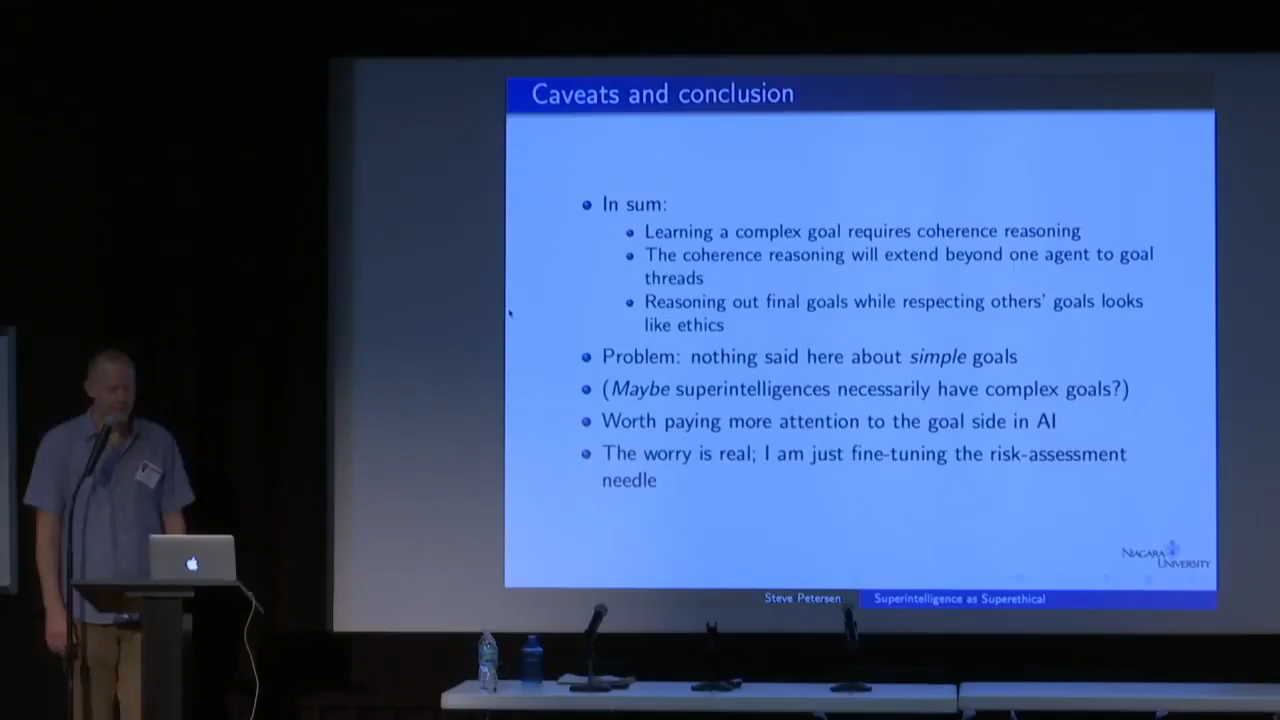 Caveats and conclusion
In sum:
Learning a complex goal requires coherence reasoning
The coherence reasoning will extend beyond one agent to goal
threads
Reasoning out final goals while respecting others' goals looks
like ethics
Problem: nothing said here about simple goals
(Maybe superintelligences necessarily have complex goals?)
Worth paying more attention to the goal side in AI
The worry is real; I am just fine-tuning the risk-assessment
needle
NIAGARA
UNIVERSITY
Steve Petersen
Superintelligence as Superethical